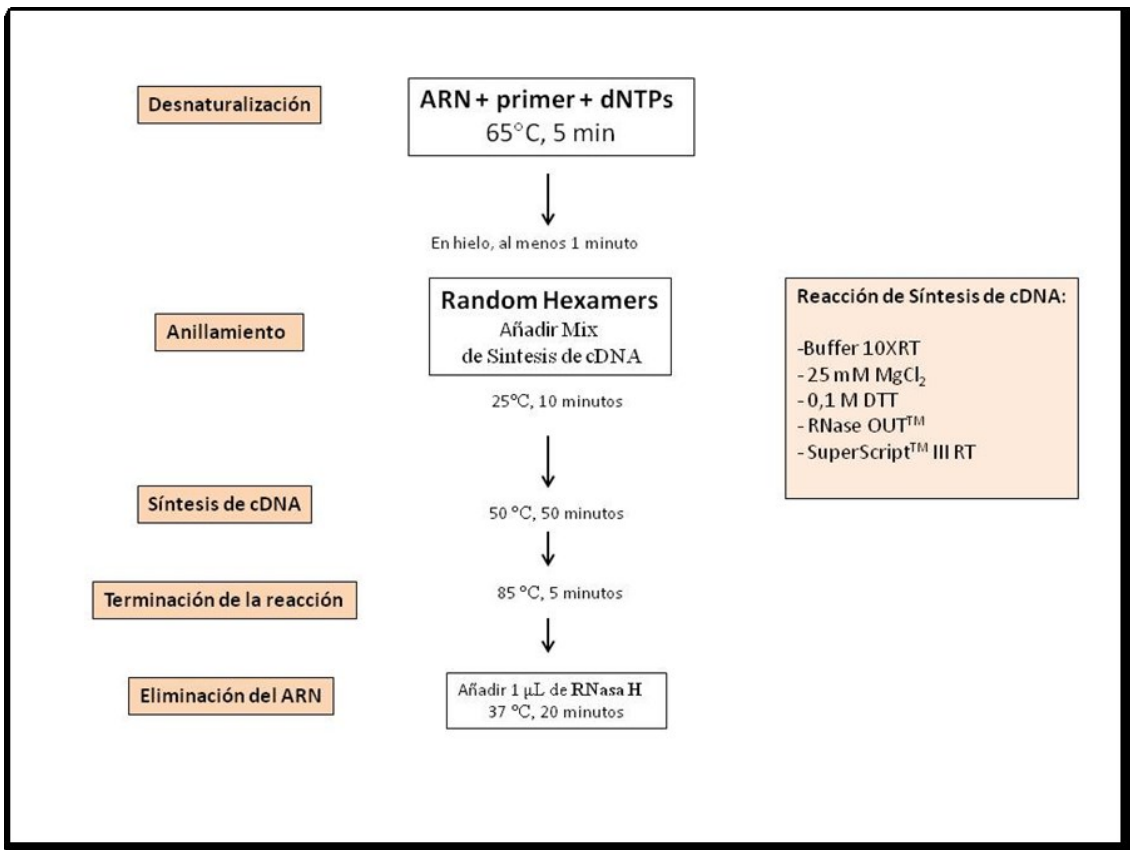 Desnaturalización
ARN + primer + dNTPs
65°C, 5 min
En hielo, al menos 1 minuto
Anillamiento
Random Hexamers
Añadir Mix
de Sintesis de cDNA
25°C, 10 minutos
Reacción de Síntesis de cDNA:
-Buffer 10XRT
- 25 mM MgCl₂
- 0,1 M DTT
- RNase OUT™
- SuperScript™ III RT
Síntesis de cDNA
50 °C, 50 minutos
Terminación de la reacción
85 °C, 5 minutos
Eliminación del ARN
Añadir 1 µL de RNasa H
37 °C, 20 minutos